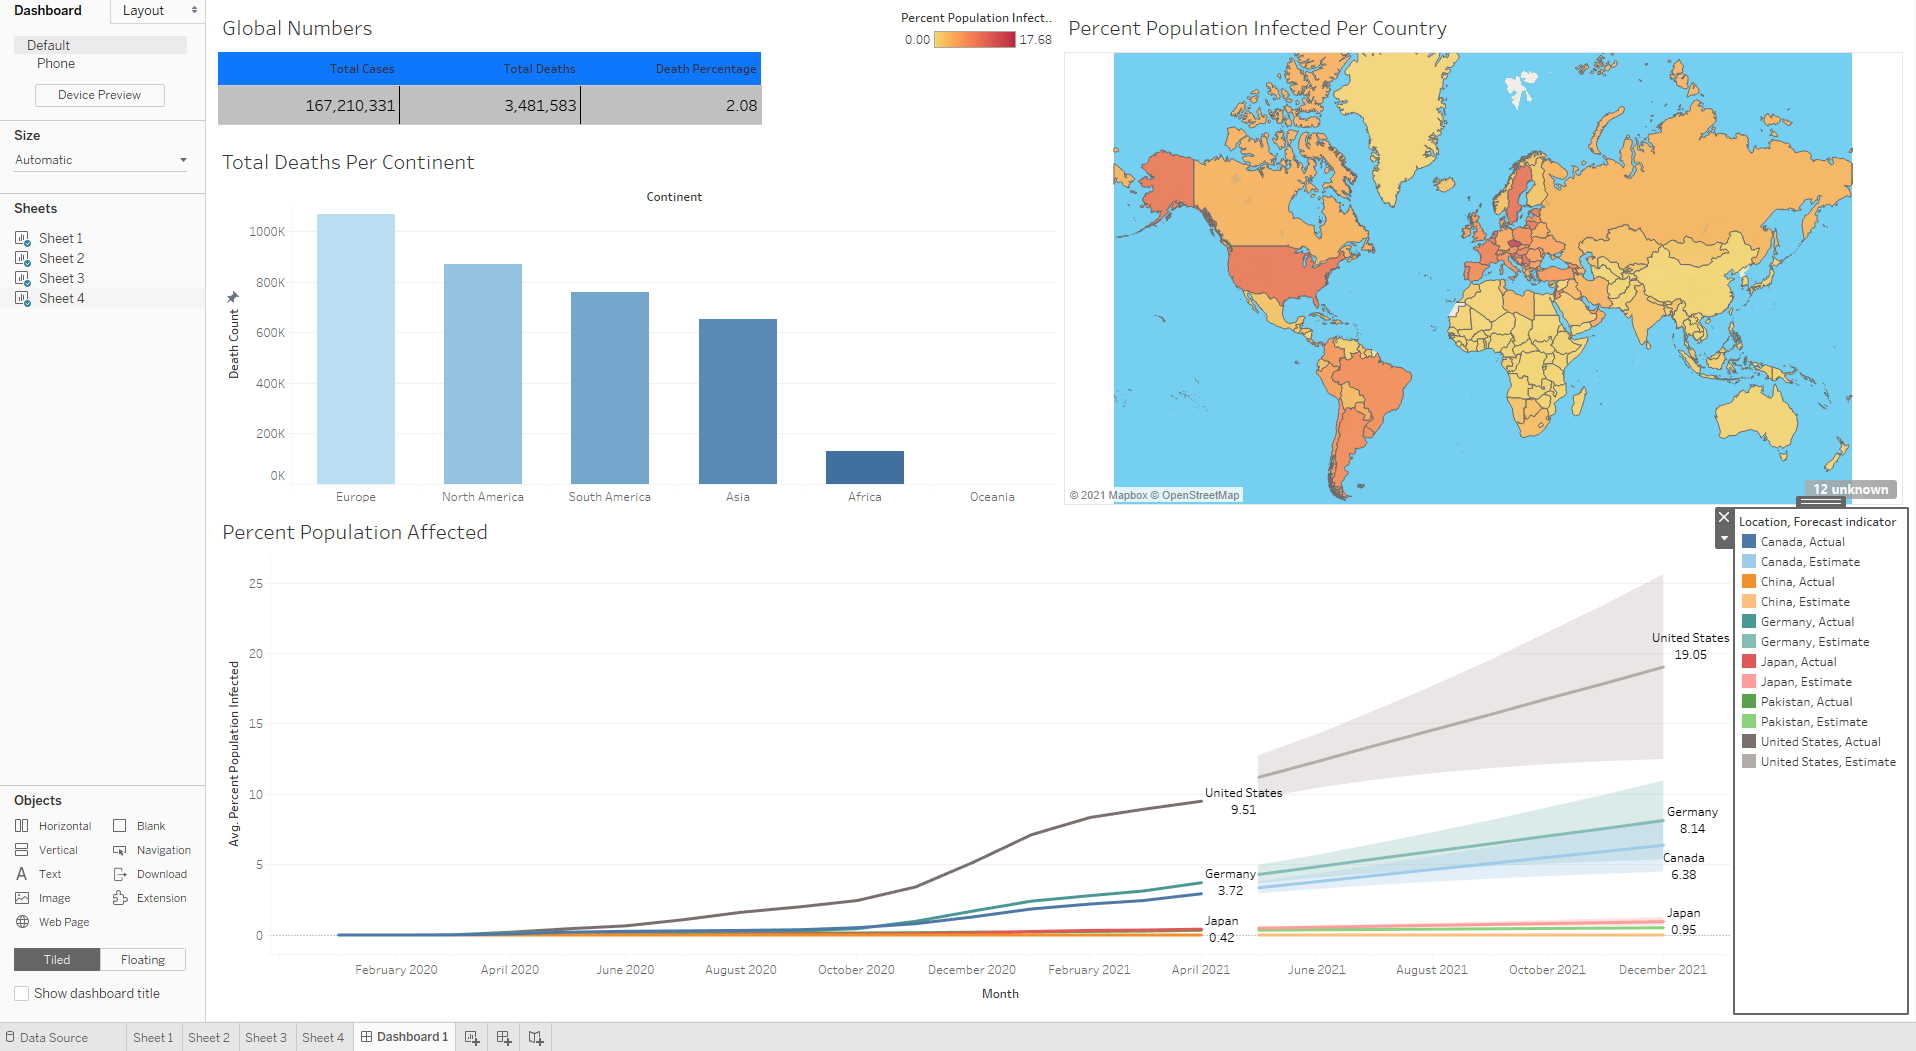 Dashboard
Layout
Default
Phone
Device Preview
Size
Automatic
Sheets
Sheet 1
Sheet 2
Sheet 3
Sheet 4
Objects
Horizontal
Blank
Vertical
Navigation
Text
Download
Image
Extension
Web Page
Tiled
Floating
Show dashboard title
Global Numbers
Total Cases
Total Deaths
Death Percentage
167,210,331
3,481,583
2.08
Percent Population Infect..
0.00
17.68
Percent Population Infected Per Country
© 2021 Mapbox © OpenStreetMap
12 unknown
Total Deaths Per Continent
Continent
Death Count
1000K
800K
600K
400K
200K
0K
Europe
North America
South America
Asia
Africa
Oceania
Percent Population Affected
Avg. Percent Population Infected
25
20
15
10
5
0
United States
19.05
United States
9.51
Germany
8.14
Canada
6.38
Germany
3.72
Japan
0.95
Japan
0.42
February 2020
April 2020
June 2020
August 2020
October 2020
December 2020
February 2021
April 2021
June 2021
August 2021
October 2021
December 2021
Month
Location, Forecast indicator
Canada, Actual
Canada, Estimate
China, Actual
China, Estimate
Germany, Actual
Germany, Estimate
Japan, Actual
Japan, Estimate
Pakistan, Actual
Pakistan, Estimate
United States, Actual
United States, Estimate
Data Source
Sheet 1
Sheet 2
Sheet 3
Sheet 4
Dashboard 1